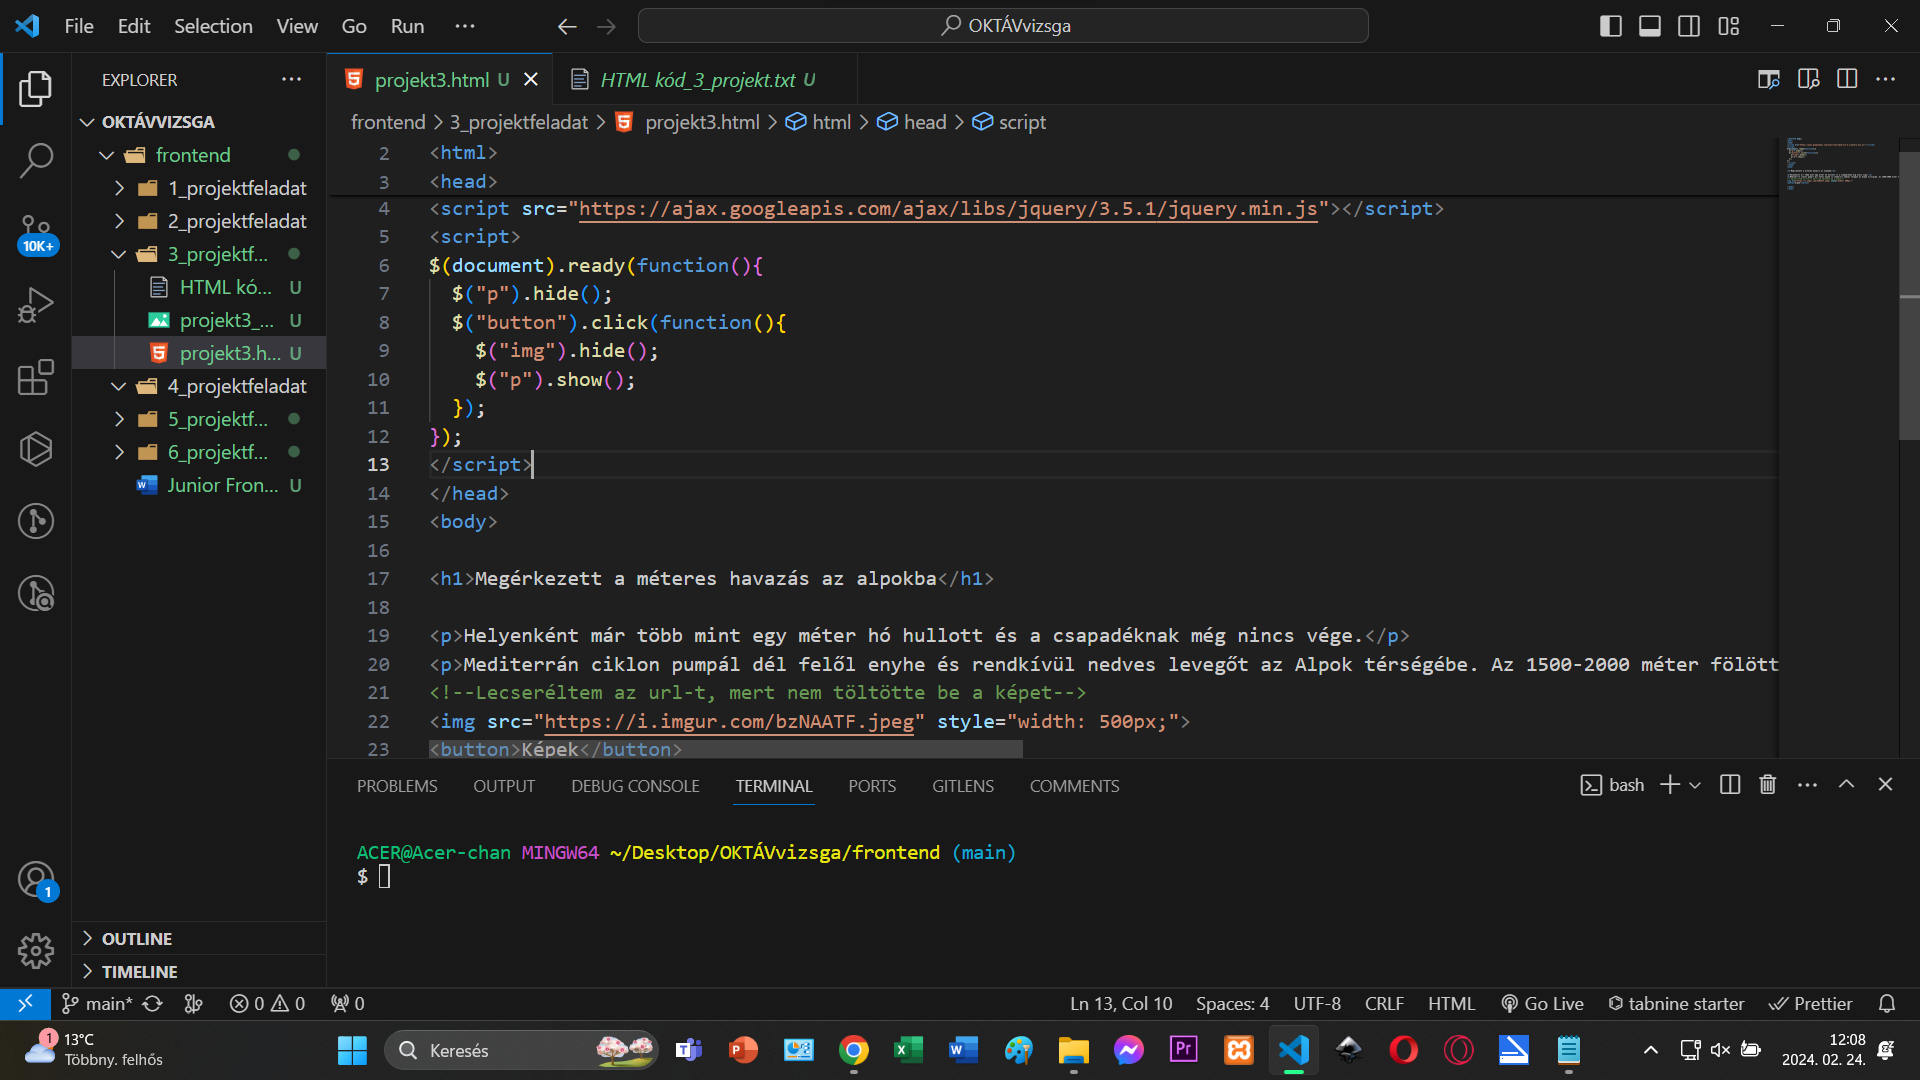 File Edit Selection View Go Run ··· OKTÁVvizsga
EXPLORER ···
OKTÁVVIZSGA
frontend
1_projektfeladat
2_projektfeladat
3_projektf...
HTML kó... U
projekt3_... U
projekt3.h... U
4_projektfeladat
5_projektf...
6_projektf...
Junior Fron... U
OUTLINE
TIMELINE
10K+
1
projekt3.html U HTML kód_3_projekt.txt U
frontend > 3_projektfeladat > projekt3.html > html > head > script
2 <html>
3 <head>
4 <script src="https://ajax.googleapis.com/ajax/libs/jquery/3.5.1/jquery.min.js"></script>
5 <script>
6 $(document).ready(function(){
7 $("p").hide();
8 $("button").click(function(){
9 $("img").hide();
10 $("p").show();
11 });
12 });
13 </script>
14 </head>
15 <body>
16
17 <h1>Megérkezett a méteres havazás az alpokba</h1>
18
19 <p>Helyenként már több mint egy méter hó hullott és a csapadéknak még nincs vége.</p>
20 <p>Mediterrán ciklon pumpál dél felől enyhe és rendkívül nedves levegőt az Alpok térségébe. Az 1500-2000 méter fölött
21 <!--Lecseréltem az url-t, mert nem töltötte be a képet-->
22 <img src="https://i.imgur.com/bzNAATF.jpeg" style="width: 500px;">
23 <button>Képek</button>
PROBLEMS OUTPUT DEBUG CONSOLE TERMINAL PORTS GITLENS COMMENTS bash
ACER@Acer-chan MINGW64 ~/Desktop/OKTÁVvizsga/frontend (main)
$
main* 0 0 0 Ln 13, Col 10 Spaces: 4 UTF-8 CRLF HTML Go Live tabnine starter Prettier
1 13°C
Többny. felhős
Keresés
12:08
2024. 02. 24.